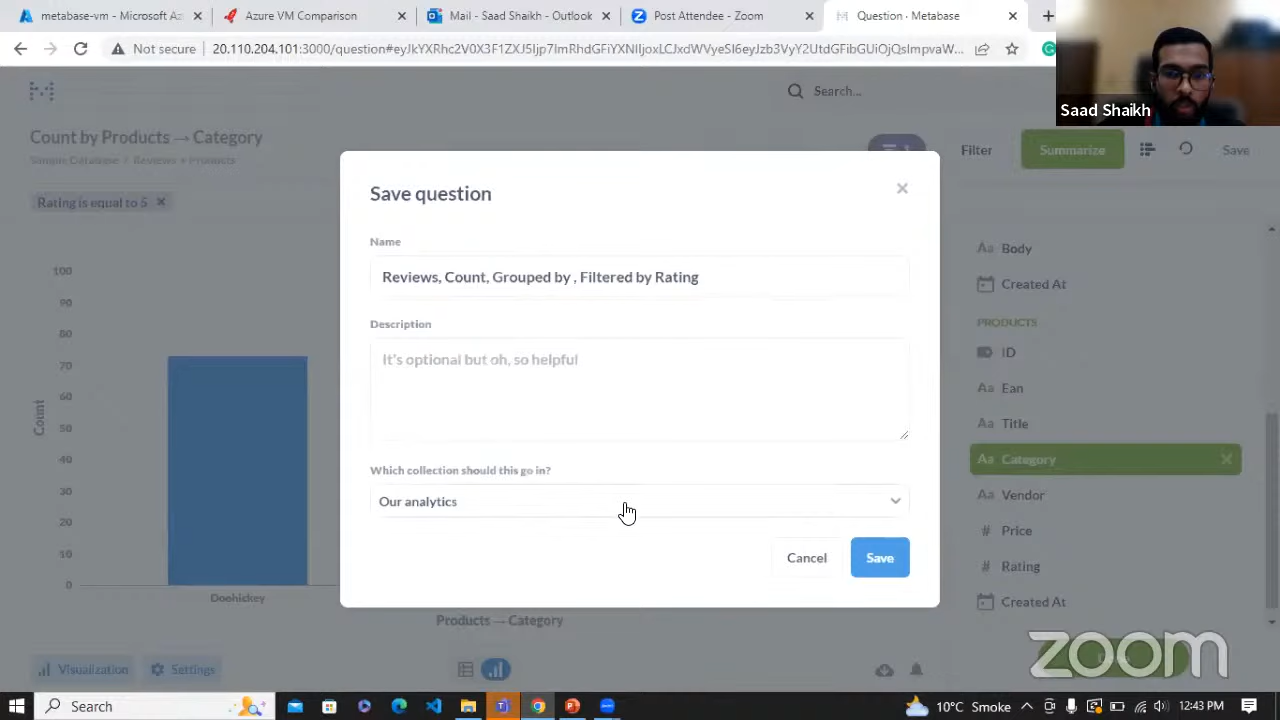 metabase-vm - Microsoft Az
Azure VM Comparison
Mail - Saad Shaikh - Outlook
Post Attendee - Zoom
Question · Metabase
Not secure
Search...
Saad Shaikh
Count by Products → Category
Sample Database / Reviews + Products
Filter
Summarize
Save
Rating is equal to 5
Save question
Name
Reviews, Count, Grouped by , Filtered by Rating
Description
It's optional but oh, so helpful
Which collection should this go in?
Our analytics
Cancel
Save
100
90
80
70
60
50
40
30
20
10
0
Count
Doohickey
Products → Category
Body
Created At
PRODUCTS
ID
Ean
Title
Category
Vendor
Price
Rating
Created At
Visualization
Settings
zoom
Search
10°C Smoke
12:43 PM